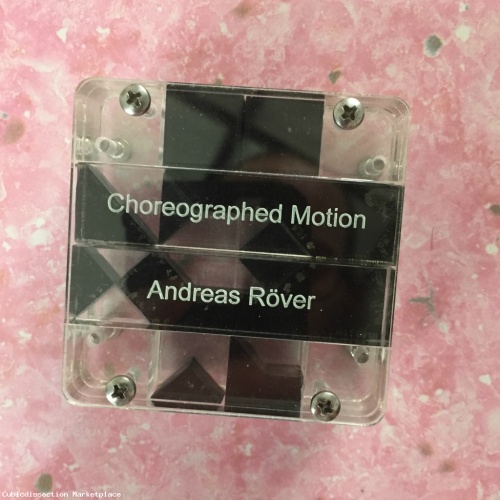 Choreographed Motion
Andreas Röver
Cubicdissection Marketplace